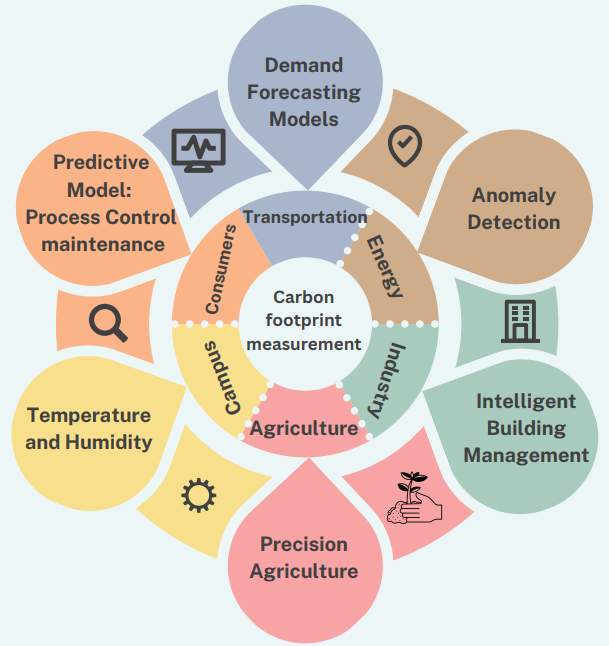 Demand
Forecasting
Models
Predictive
Model:
Process Control
maintenance
Anomaly
Detection
Transportation
Consumers
Energy
Carbon
footprint
measurement
Campus
Industry
Agriculture
Temperature
and Humidity
Intelligent
Building
Management
Precision
Agriculture